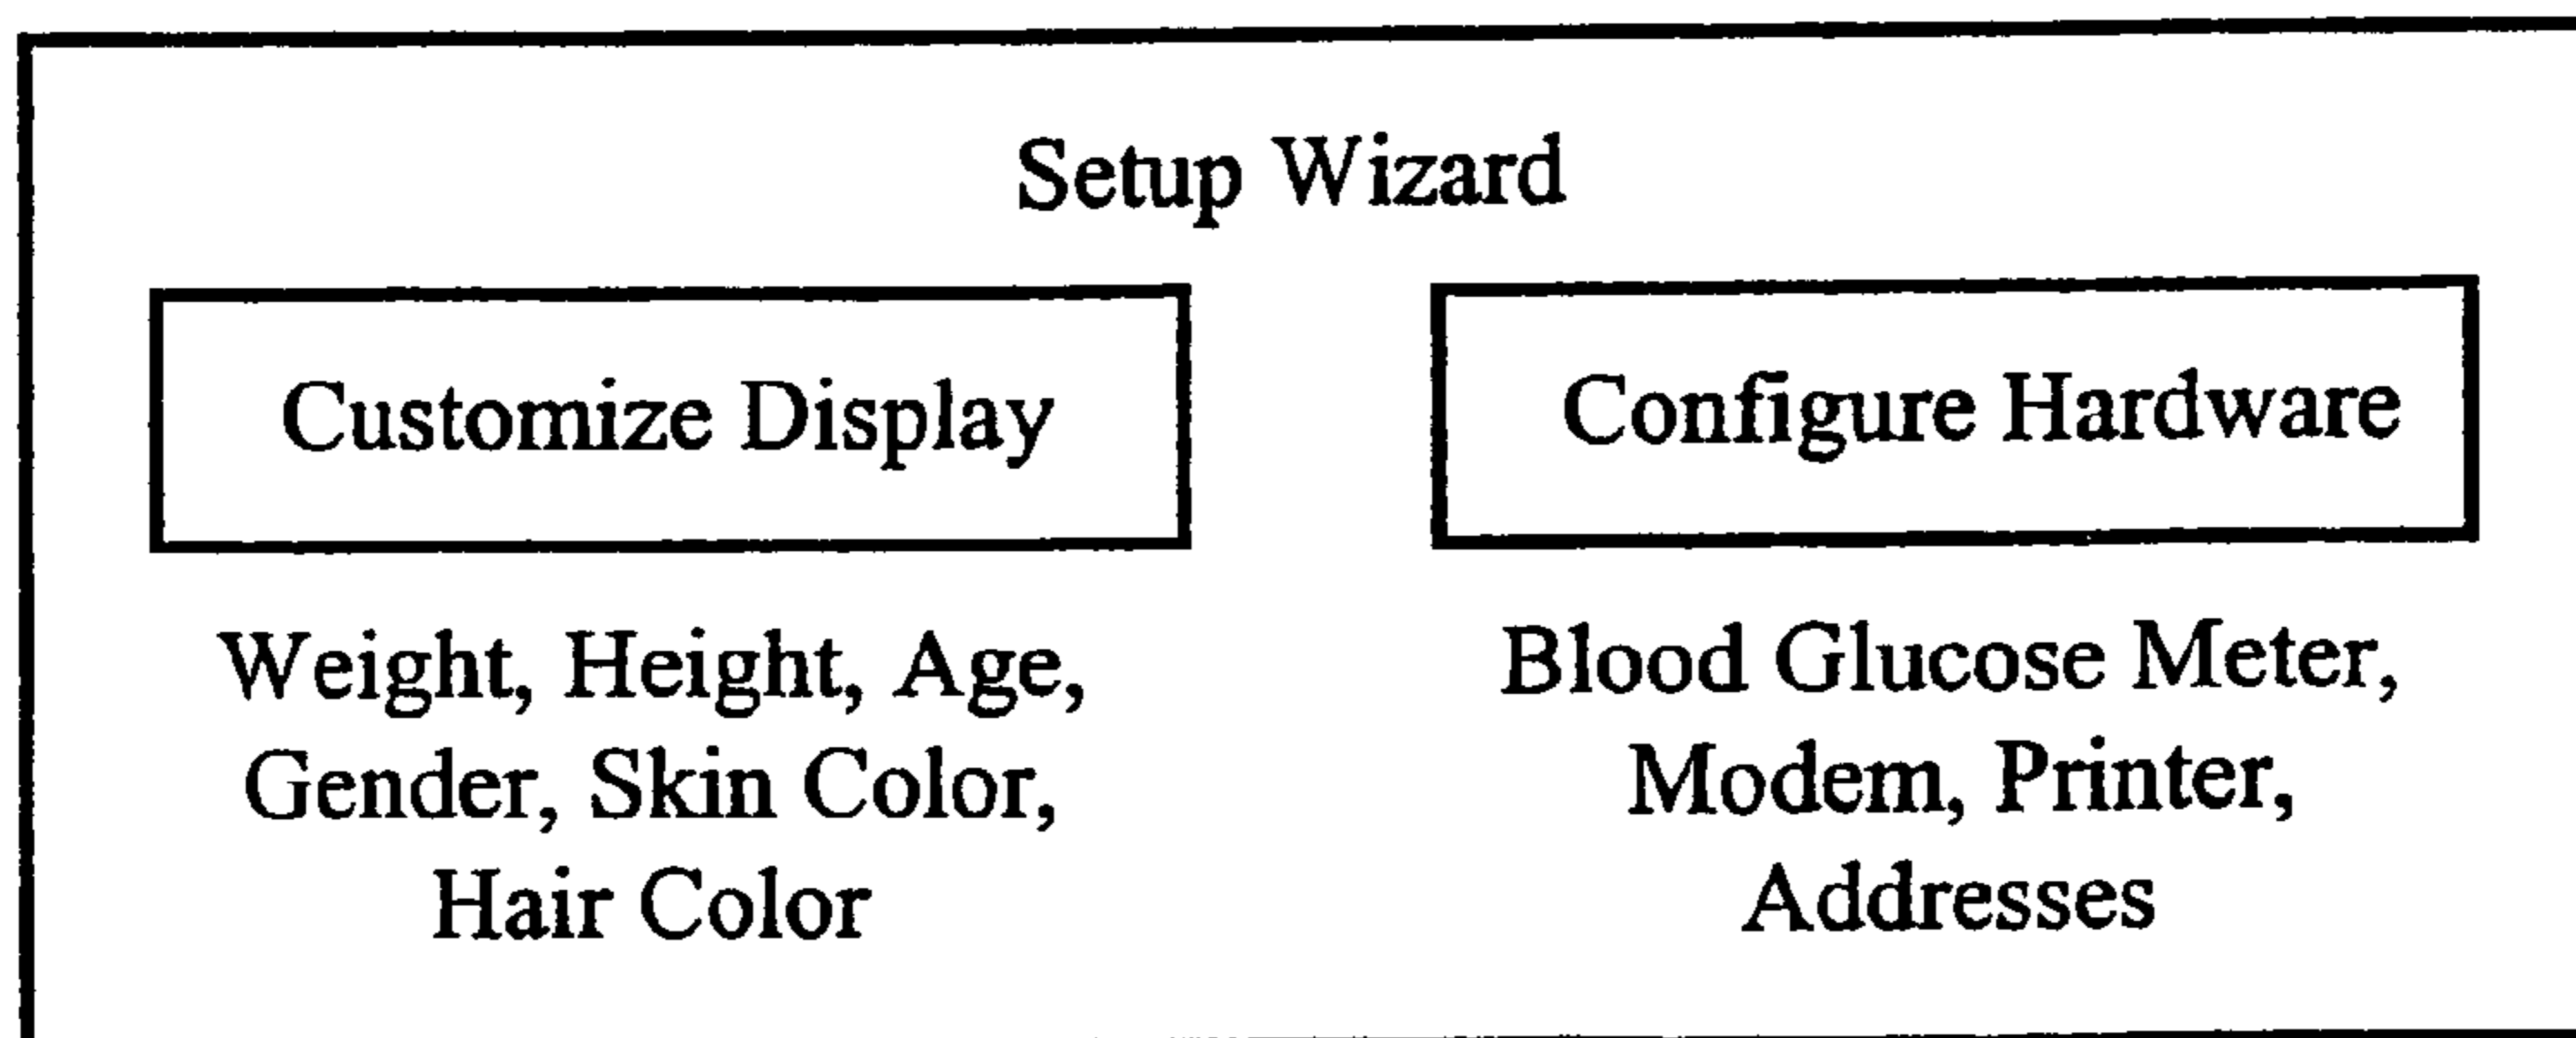 Setup Wizard
Customize Display
Configure Hardware
Weight, Height, Age,
Gender, Skin Color,
Hair Color
Blood Glucose Meter,
Modem, Printer,
Addresses